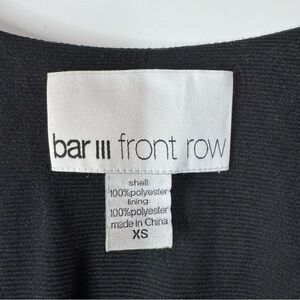 bar III front row
shell:
100%polyester
lining:
100%polyester
made in China
XS